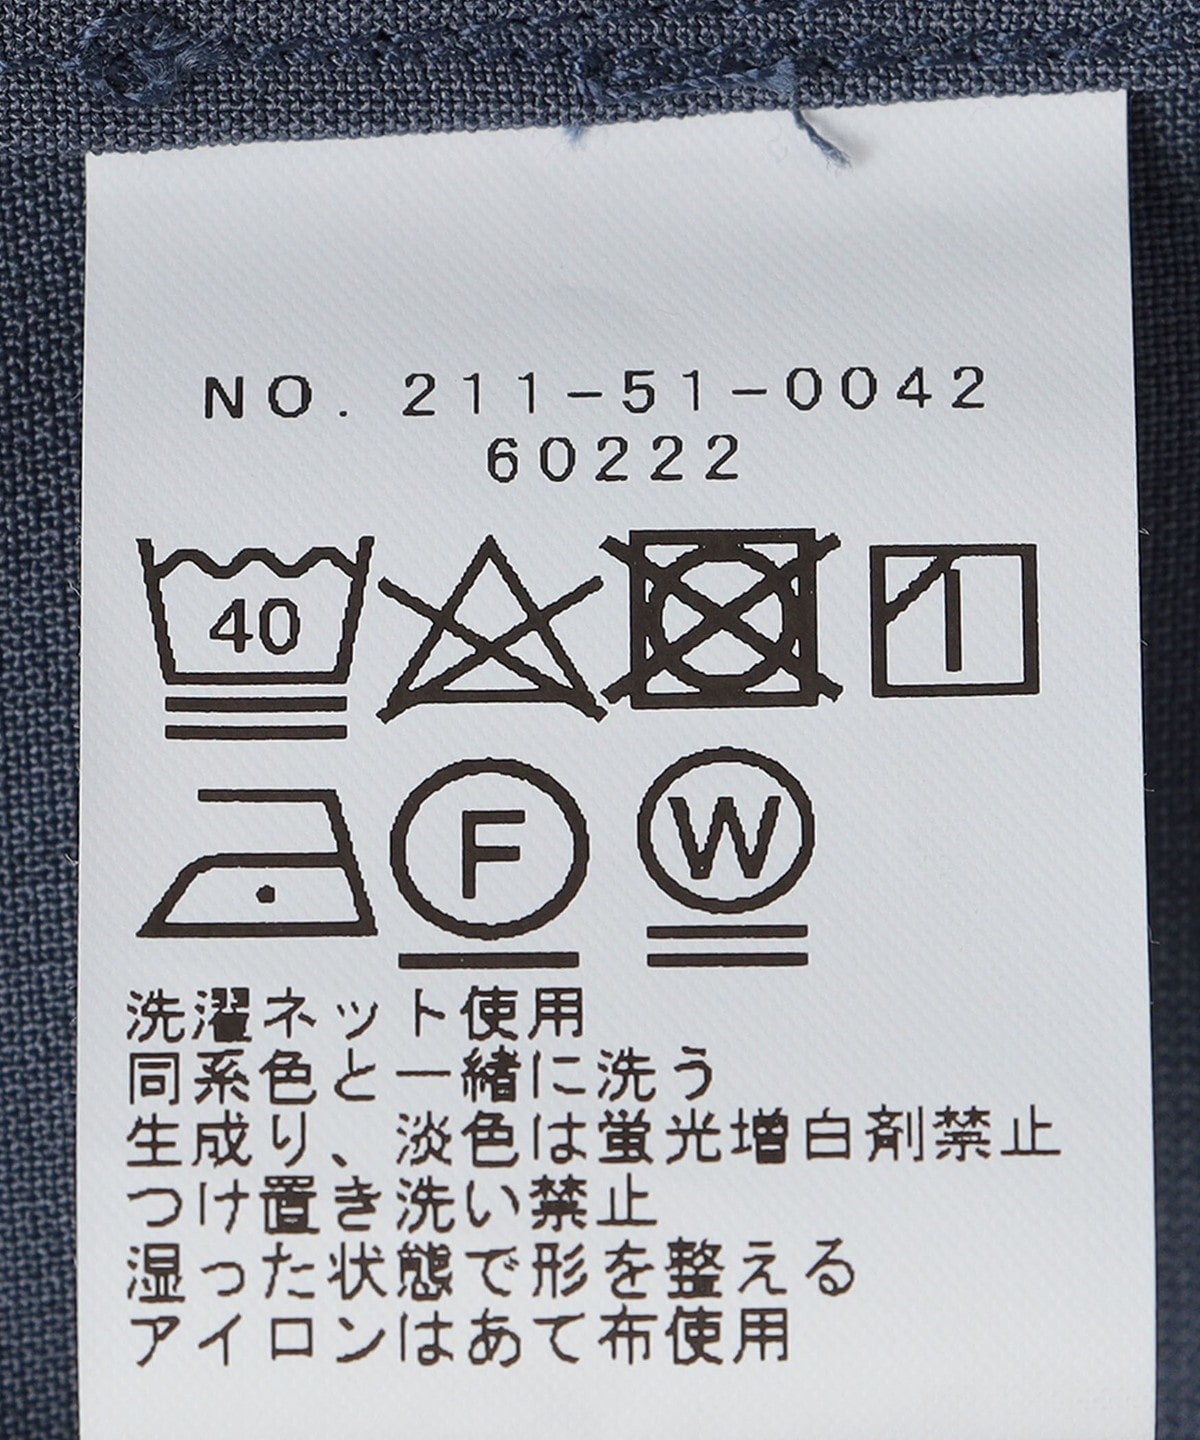 NO. 211-51-0042
60222
40
F W
洗濯ネット使用
同系色と一緒に洗う
生成り、淡色は蛍光増白剤禁止
つけ置き洗い禁止
湿った状態で形を整える
アイロンはあて布使用